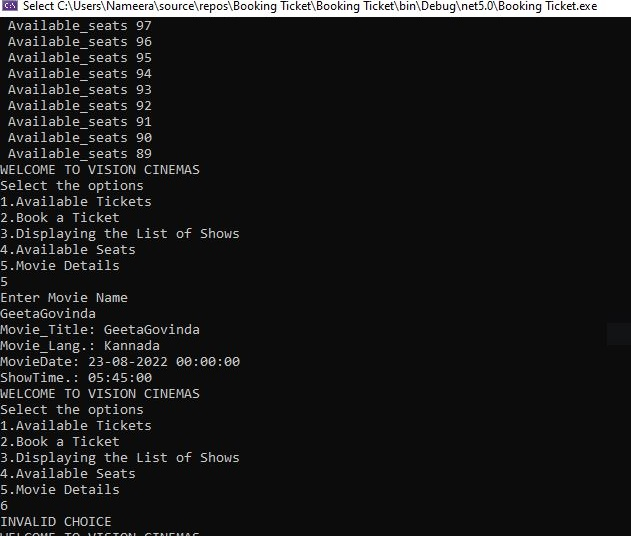 Select C:\Users\Nameera\source\repos\Booking Ticket\Booking Ticket\bin\Debug\net5.0\Booking Ticket.exe
Available_seats 97
Available_seats 96
Available_seats 95
Available_seats 94
Available_seats 93
Available_seats 92
Available_seats 91
Available_seats 90
Available_seats 89
WELCOME TO VISION CINEMAS
Select the options
1.Available Tickets
2.Book a Ticket
3.Displaying the List of Shows
4.Available Seats
5.Movie Details
5
Enter Movie Name
GeetaGovinda
Movie_Title: GeetaGovinda
Movie_Lang.: Kannada
MovieDate: 23-08-2022 00:00:00
ShowTime.: 05:45:00
WELCOME TO VISION CINEMAS
Select the options
1.Available Tickets
2.Book a Ticket
3.Displaying the List of Shows
4.Available Seats
5.Movie Details
6
INVALID CHOICE
WELCOME TO VISION CINEMAS